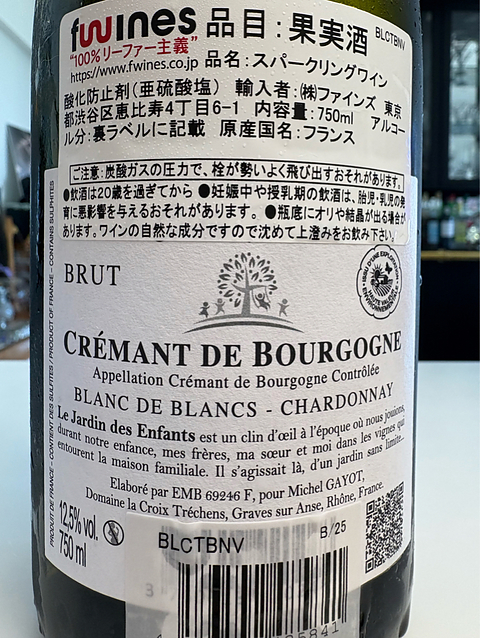 fwines 品目:果実酒 BLCTBNV
"100%リーファー主義"
https://www.fwines.co.jp 品名:スパークリングワイン
酸化防止剤(亜硫酸塩) 輸入者:㈱ファインズ 東京
都渋谷区恵比寿4丁目6-1 内容量:750ml アルコー
ル分:裏ラベルに記載 原産国名:フランス
ご注意:炭酸ガスの圧力で、栓が勢いよく飛び出すおそれがあります。
●飲酒は20歳を過ぎてから ●妊娠中や授乳期の飲酒は、胎児・乳児の発
育に悪影響を与えるおそれがあります。 ●瓶底にオリや結晶が出る場合が
あります。ワインの自然な成分ですので沈めて上澄みをお飲み下さい。
BRUT
HAUTE VALEUR
ENVIRONNEMENTALE
CRÉMANT DE BOURGOGNE
Appellation Crémant de Bourgogne Contrôlée
BLANC DE BLANCS - CHARDONNAY
Le Jardin des Enfants est un clin d'œil à l'époque où nous jouions,
durant notre enfance, mes frères, ma sœur et moi dans les vignes qui
entourent la maison familiale. Il s'agissait là, d'un jardin sans limite...
Elaboré par EMB 69246 F, pour Michel GAYOT,
Domaine la Croix Tréchens, Graves sur Anse, Rhône, France.
12,5% vol.
750 ml
PRODUIT DE FRANCE - CONTIENT DES SULFITES / PRODUCT OF FRANCE - CONTAINS SULPHITES
BLCTBNV B/25